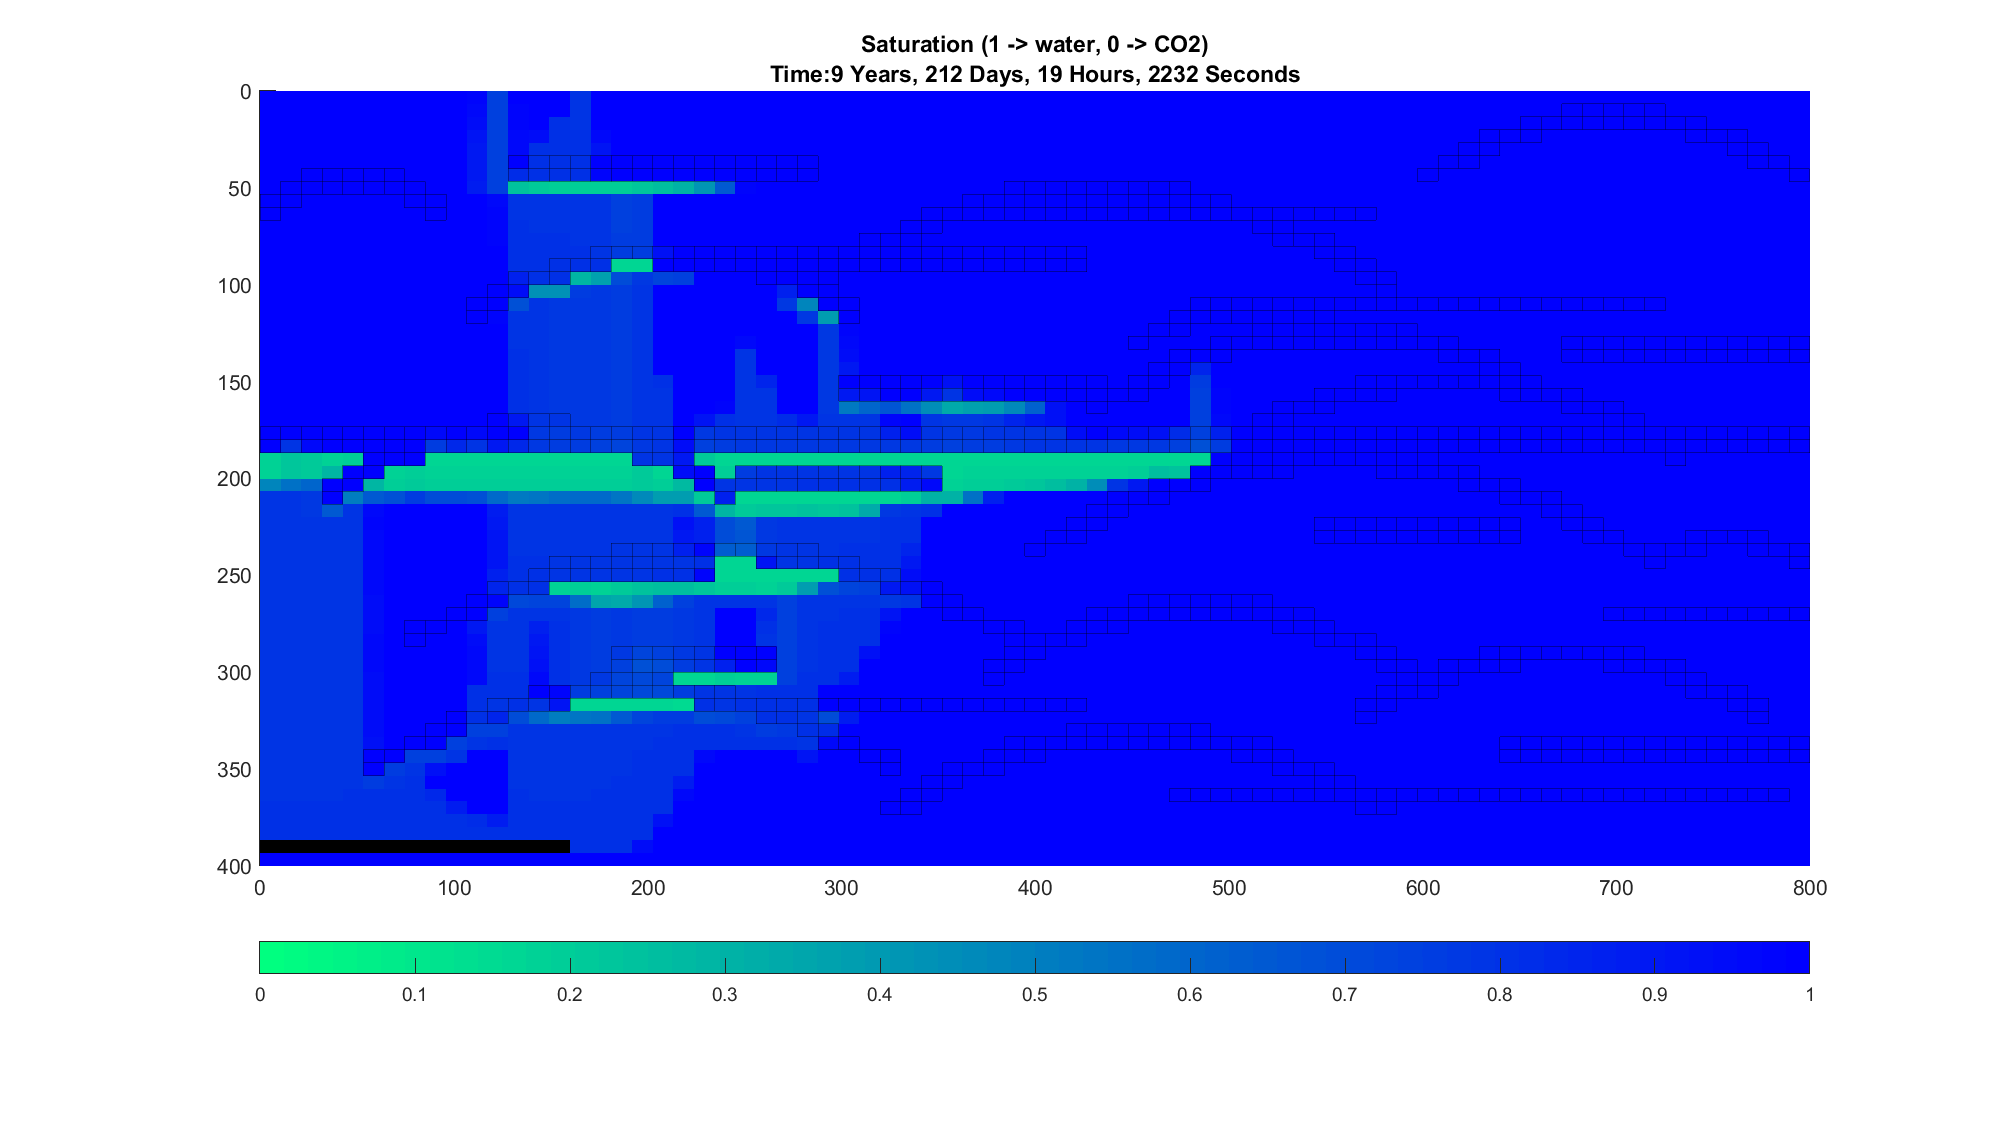 Saturation (1 -> water, 0 -> CO2)
Time:9 Years, 212 Days, 19 Hours, 2232 Seconds
0
50
100
150
200
250
300
350
400
0 100 200 300 400 500 600 700 800
0 0.1 0.2 0.3 0.4 0.5 0.6 0.7 0.8 0.9 1